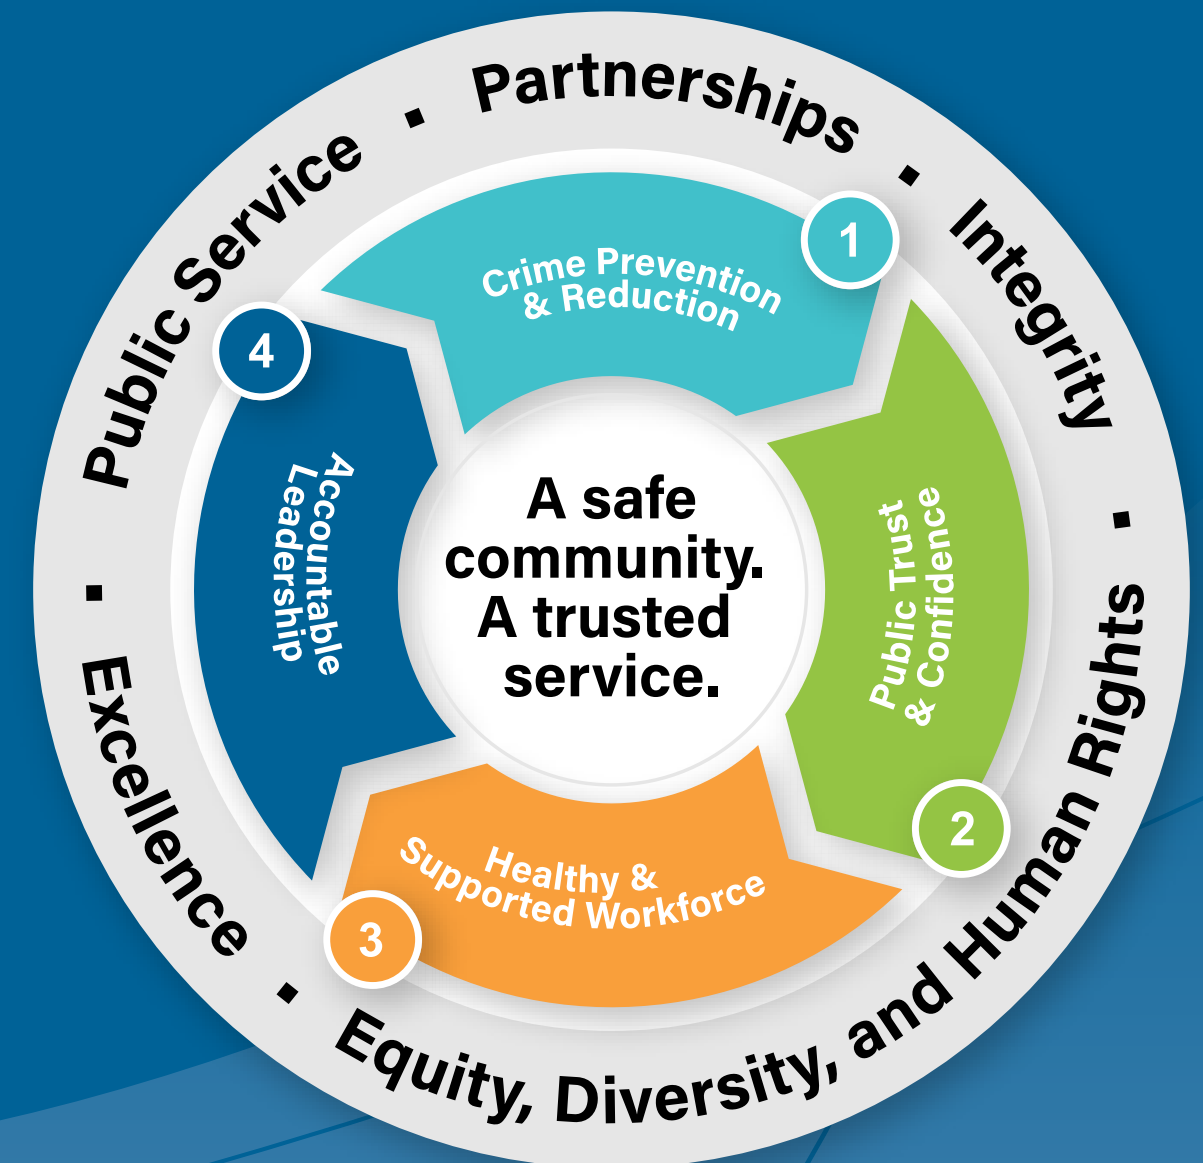 Partnerships
Integrity
Equity, Diversity, and Human Rights
Excellence
Public Service
1
Crime Prevention
& Reduction
2
Public Trust
& Confidence
3
Healthy &
Supported Workforce
4
Accountable
Leadership
A safe
community.
A trusted
service.